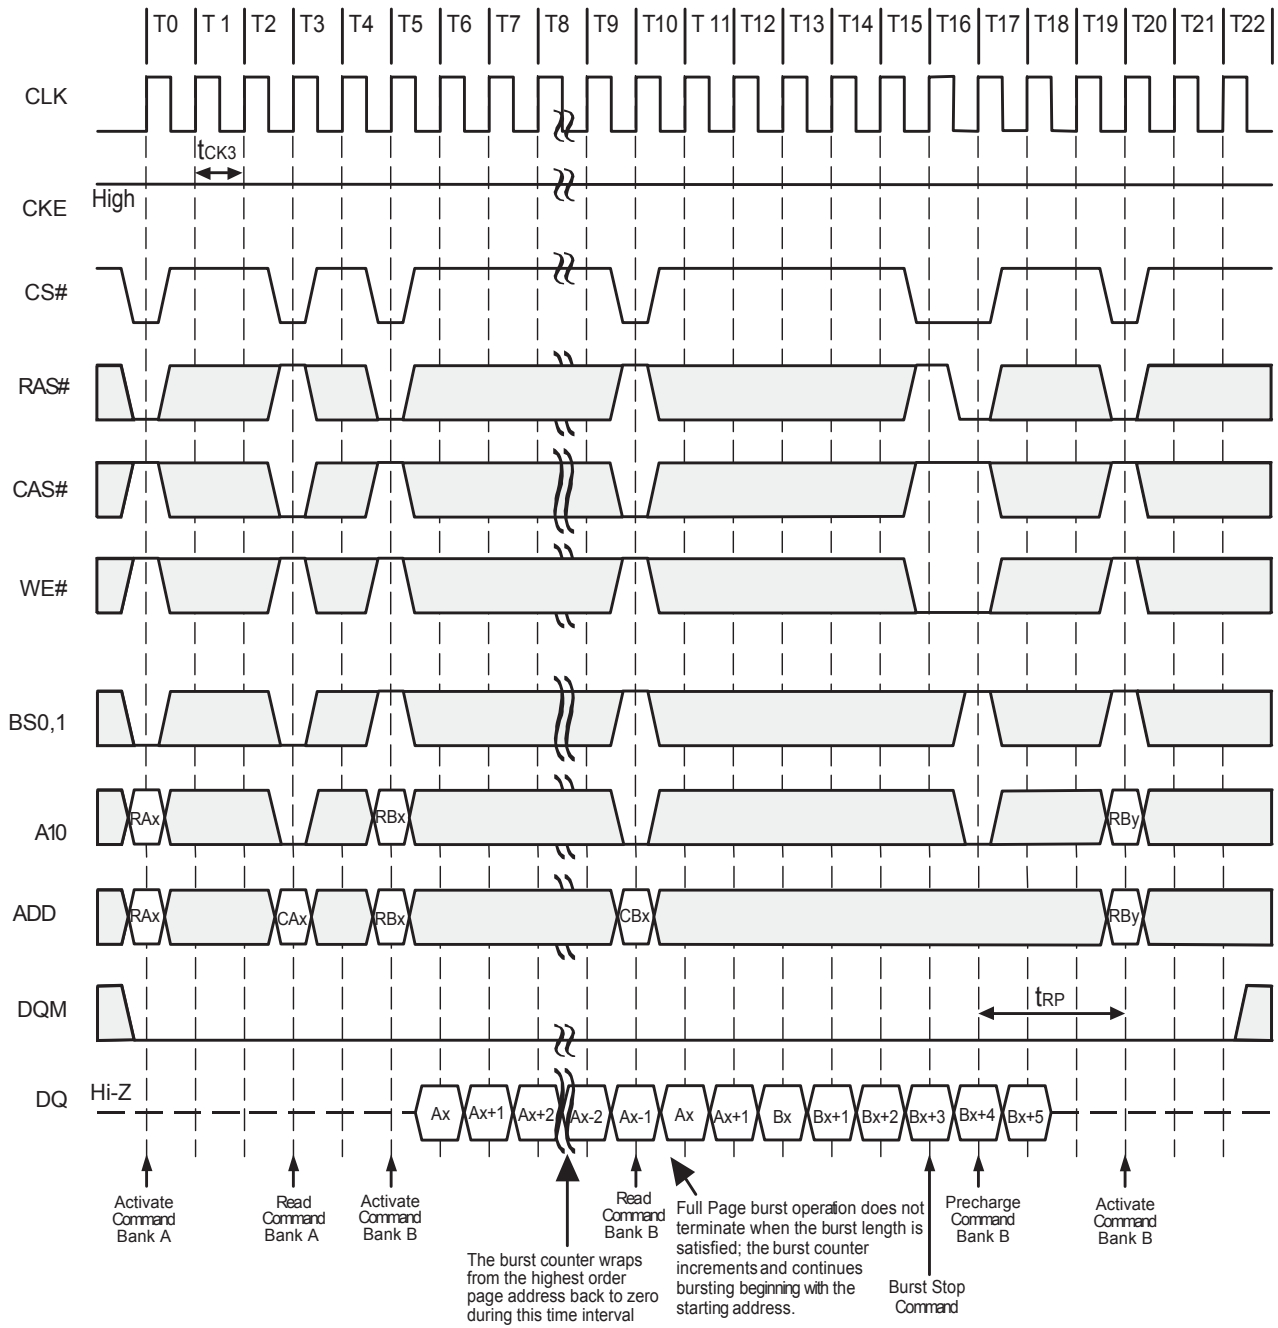 T0 T 1 T2 T3 T4 T5 T6 T7 T8 T9 T10 T 11 T12 T13 T14 T15 T16 T17 T18 T19 T20 T21 T22
CLK
tCK3
High
CKE
CS#
RAS#
CAS#
WE#
BS0,1
A10
RAx RBx RBy
ADD
RAx CAx RBx CBx RBy
DQM
tRP
DQ
Hi-Z
Ax Ax+1 Ax+2 Ax-2 Ax-1 Ax Ax+1 Bx Bx+1 Bx+2 Bx+3 Bx+4 Bx+5
Activate
Command
Bank A
Read
Command
Bank A
Activate
Command
Bank B
The burst counter wraps
from the highest order
page address back to zero
during this time interval
Read
Command
Bank B
Full Page burst operation does not
terminate when the burst length is
satisfied; the burst counter
increments and continues
bursting beginning with the
starting address.
Burst Stop
Command
Precharge
Command
Bank B
Activate
Command
Bank B